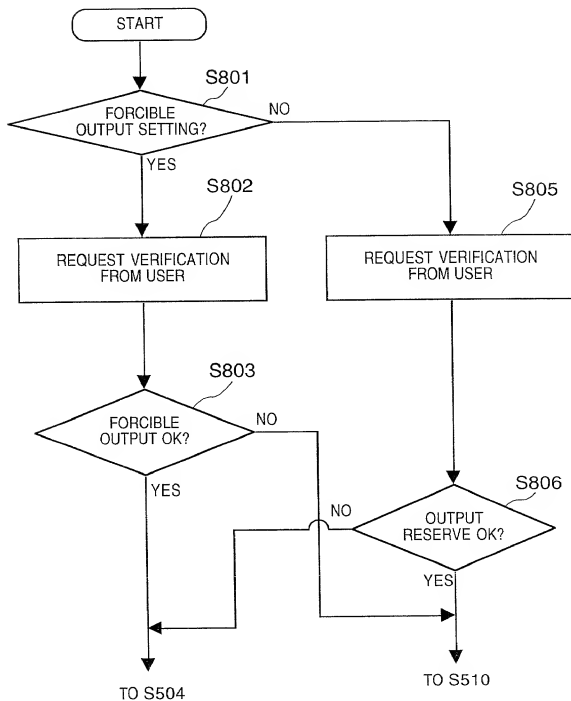 START
S801
FORCIBLE
OUTPUT SETTING?
NO
YES
S802
REQUEST VERIFICATION
FROM USER
S805
REQUEST VERIFICATION
FROM USER
S803
FORCIBLE
OUTPUT OK?
NO
YES
S806
OUTPUT
RESERVE OK?
NO
YES
TO S504
TO S510